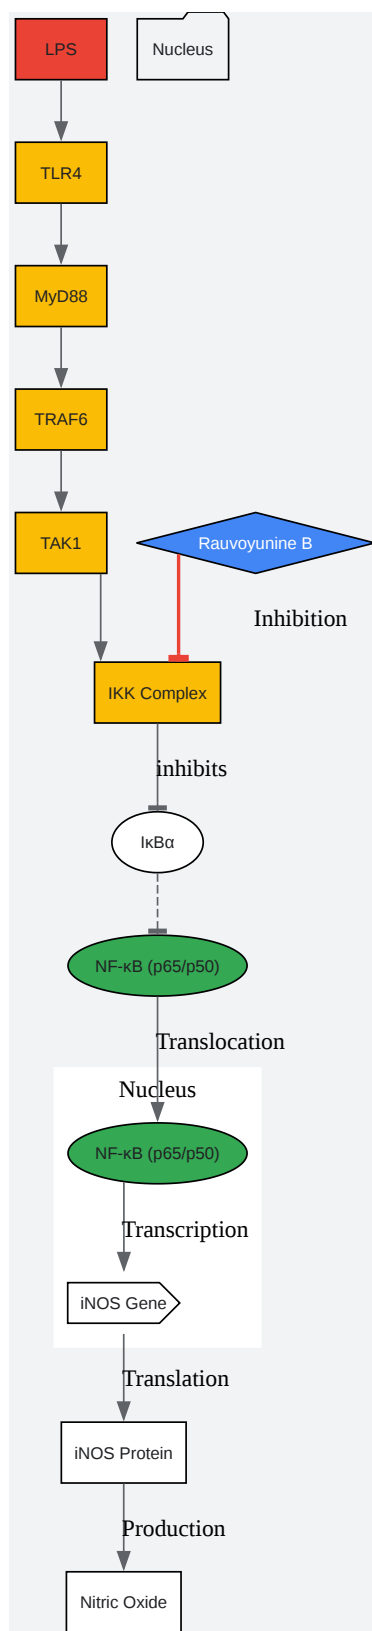 LPS
Nucleus
TLR4
MyD88
TRAF6
TAK1
Rauvoyunine B
Inhibition
IKK Complex
inhibits
IκBα
NF-κB (p65/p50)
Translocation
Nucleus
NF-κB (p65/p50)
Transcription
iNOS Gene
Translation
iNOS Protein
Production
Nitric Oxide